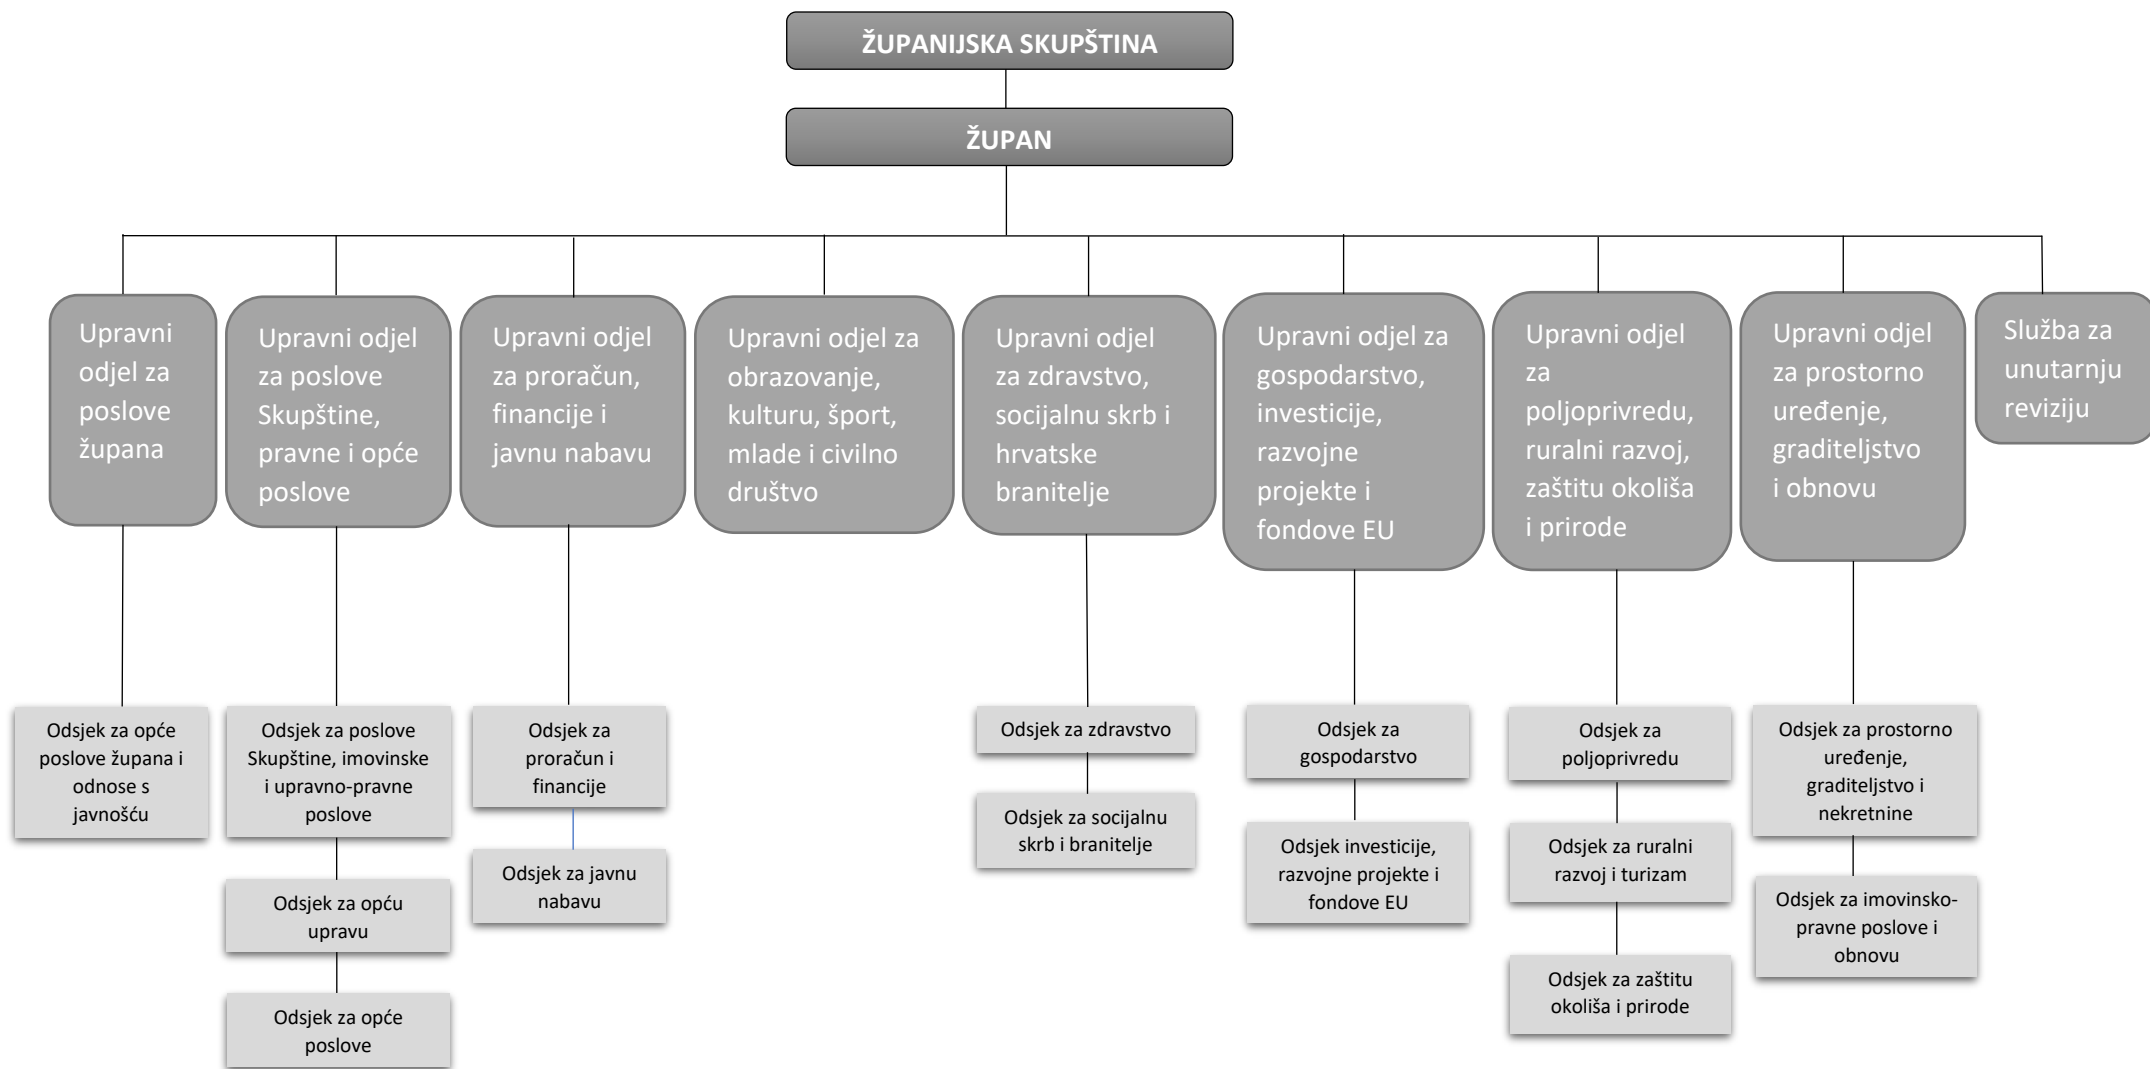 ŽUPANIJSKA SKUPŠTINA
ŽUPAN
Upravni
odjel za
poslove
župana
Upravni odjel
za poslove
Skupštine,
pravne i opće
poslove
Upravni odjel
za proračun,
financije i
javnu nabavu
Upravni odjel za
obrazovanje,
kulturu, šport,
mlade i civilno
društvo
Upravni odjel
za zdravstvo,
socijalnu skrb i
hrvatske
branitelje
Upravni odjel za
gospodarstvo,
investicije,
razvojne
projekte i
fondove EU
Upravni odjel
za
poljoprivredu,
ruralni razvoj,
zaštitu okoliša
i prirode
Upravni odjel
za prostorno
uređenje,
graditeljstvo
i obnovu
Služba za
unutarnju
reviziju
Odsjek za opće
poslove župana i
odnose s
javnošću
Odsjek za poslove
Skupštine, imovinske
i upravno-pravne
poslove
Odsjek za opću
upravu
Odsjek za opće
poslove
Odsjek za
proračun i
financije
Odsjek za javnu
nabavu
Odsjek za zdravstvo
Odsjek za socijalnu
skrb i branitelje
Odsjek za
gospodarstvo
Odsjek investicije,
razvojne projekte i
fondove EU
Odsjek za
poljoprivredu
Odsjek za ruralni
razvoj i turizam
Odsjek za zaštitu
okoliša i prirode
Odsjek za prostorno
uređenje,
graditeljstvo i
nekretnine
Odsjek za imovinsko-
pravne poslove i
obnovu